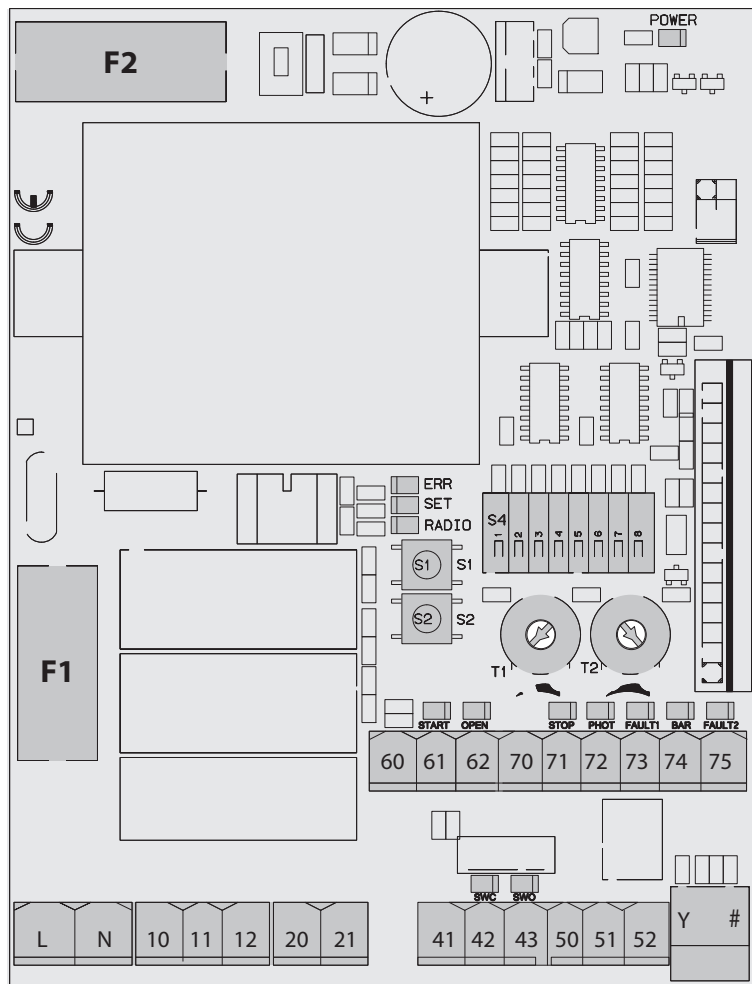 POWER
F2
+
CE
ERR
SET
RADIO
S4
1 2 3 4 5 6 7 8
S1 S1
S2 S2
F1
T1 T2
START OPEN STOP PHOT FAULT1 BAR FAULT2
60 61 62 70 71 72 73 74 75
SWC SWO
L N 10 11 12 20 21 41 42 43 50 51 52 Y #